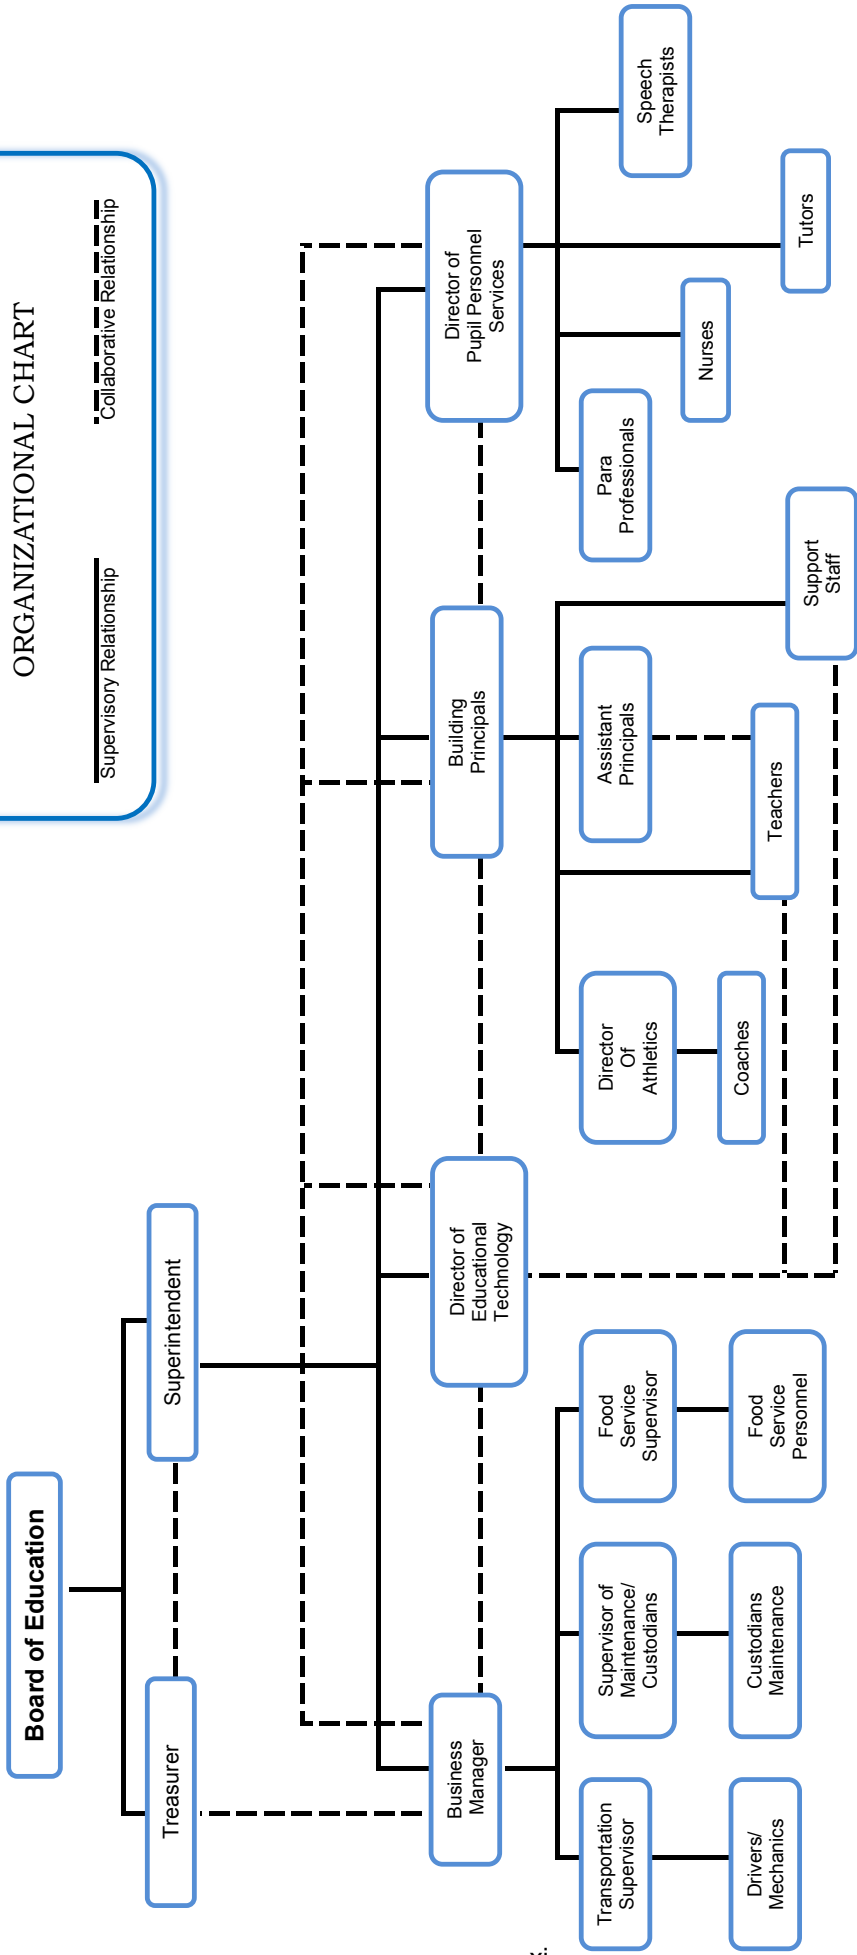 ORGANIZATIONAL CHART
Supervisory Relationship
Collaborative Relationship
Board of Education
Treasurer
Superintendent
Business
Manager
Director of
Educational
Technology
Building
Principals
Director of
Pupil Personnel
Services
Transportation
Supervisor
Supervisor of
Maintenance/
Custodians
Food
Service
Supervisor
Director
Of
Athletics
Assistant
Principals
Para
Professionals
Speech
Therapists
Drivers/
Mechanics
Custodians
Maintenance
Food
Service
Personnel
Coaches
Teachers
Support
Staff
Nurses
Tutors
xi